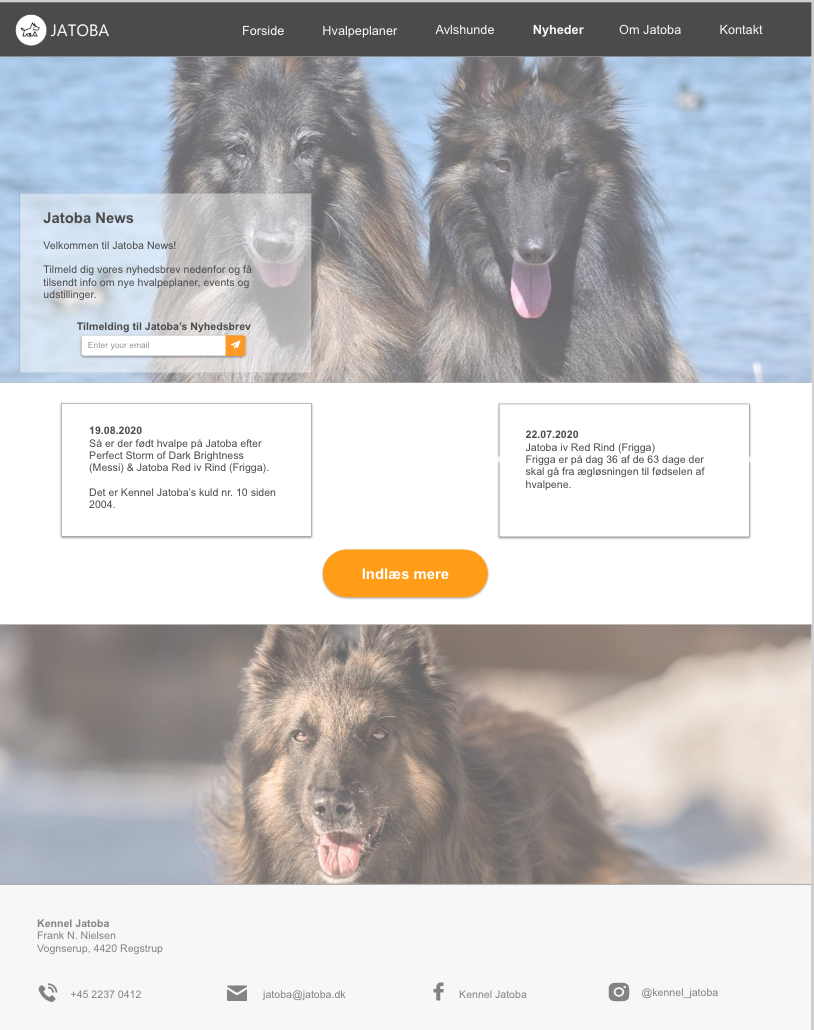 JATOBA
Forside
Hvalpeplaner
Avlshunde
Nyheder
Om Jatoba
Kontakt
Jatoba News
Velkommen til Jatoba News!
Tilmeld dig vores nyhedsbrev nedenfor og få
tilsendt info om nye hvalpeplaner, events og
udstillinger.
Tilmelding til Jatoba's Nyhedsbrev
Enter your email
19.08.2020
Så er der født hvalpe på Jatoba efter
Perfect Storm of Dark Brightness
(Messi) & Jatoba Red iv Rind (Frigga).
Det er Kennel Jatoba's kuld nr. 10 siden
2004.
22.07.2020
Jatoba iv Red Rind (Frigga)
Frigga er på dag 36 af de 63 dage der
skal gå fra ægløsningen til fødselen af
hvalpene.
Indlæs mere
Kennel Jatoba
Frank N. Nielsen
Vognserup, 4420 Regstrup
+45 2237 0412
jatoba@jatoba.dk
Kennel Jatoba
@kennel_jatoba